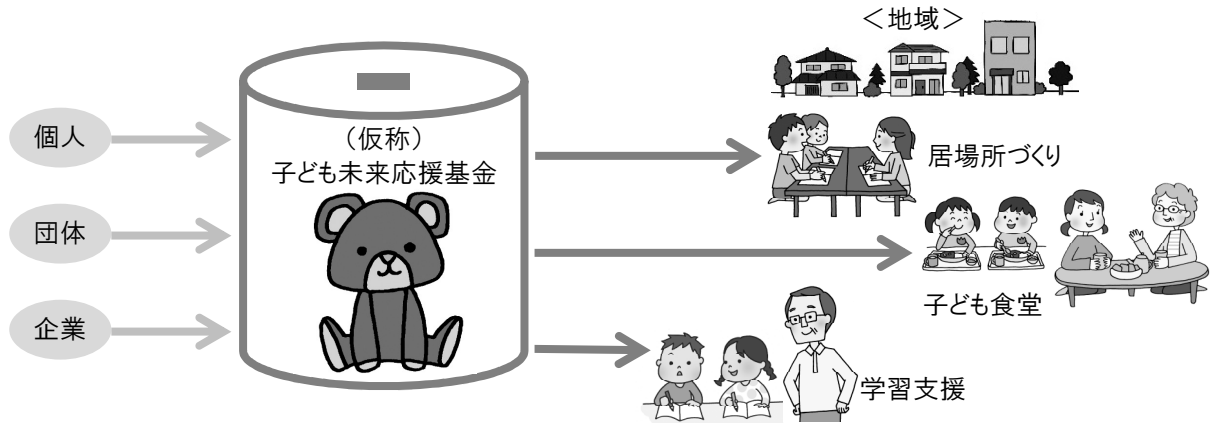 ＜地域＞
個人
団体
企業
（仮称）
子ども未来応援基金
居場所づくり
子ども食堂
学習支援